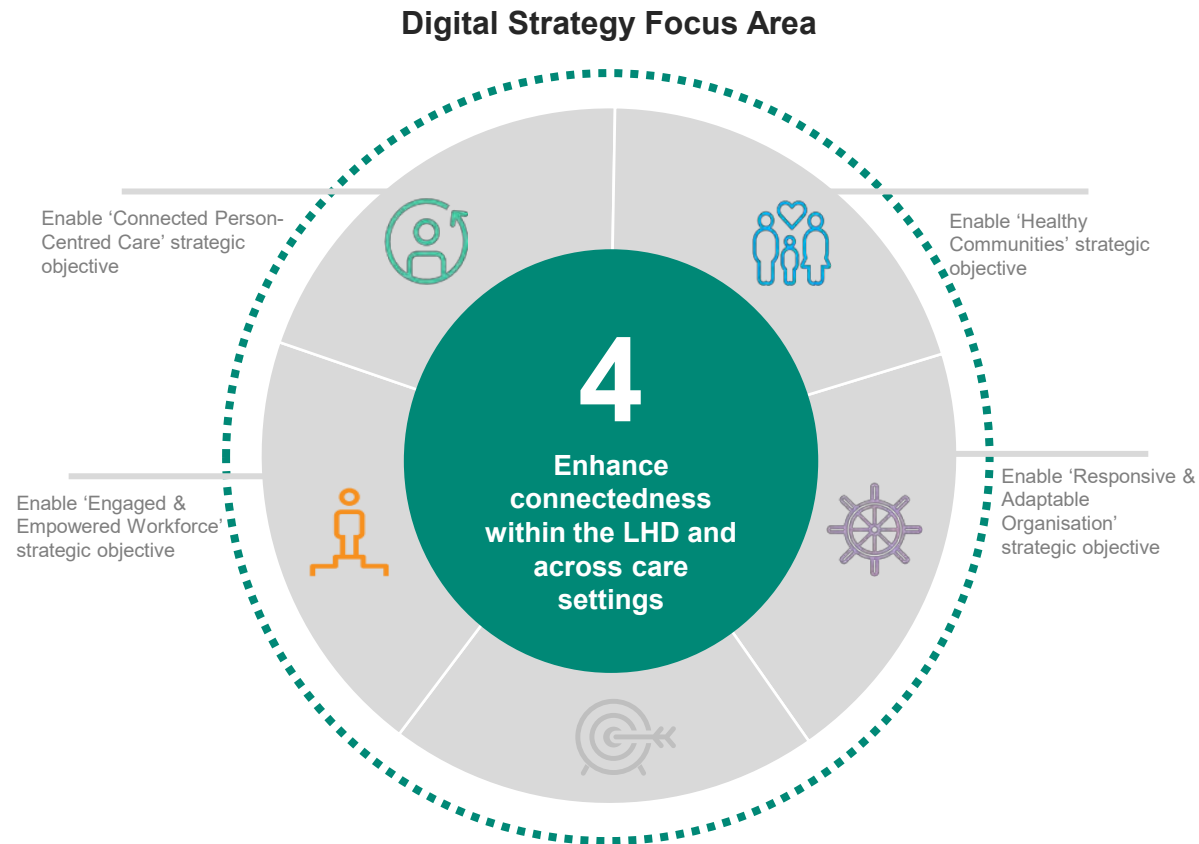 Digital Strategy Focus Area
Enable ‘Connected Person-
Centred Care’ strategic
objective
Enable ‘Healthy
Communities’ strategic
objective
4
Enhance
connectedness
within the LHD and
across care
settings
Enable ‘Engaged &
Empowered Workforce’
strategic objective
Enable ‘Responsive &
Adaptable
Organisation’
strategic objective